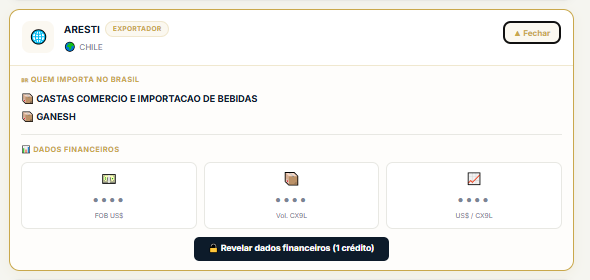 ARESTI EXPORTADOR
CHILE
▲ Fechar
QUEM IMPORTA NO BRASIL
CASTAS COMERCIO E IMPORTACAO DE BEBIDAS
GANESH
DADOS FINANCEIROS
•••• •••• ••••
FOB US$ Vol. CX9L US$ / CX9L
Revelar dados financeiros (1 crédito)